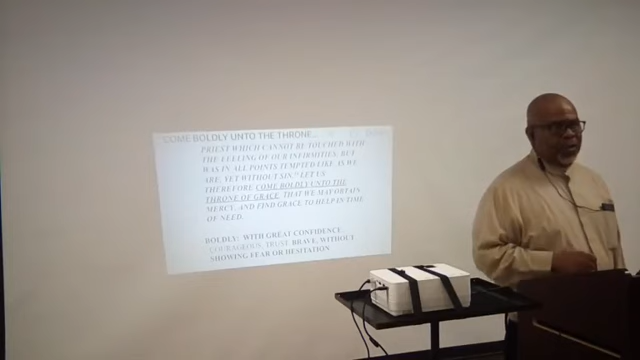 COME BOLDLY UNTO THE THRONE...
PRIEST WHICH CANNOT BE TOUCHED WITH
THE FEELING OF OUR INFIRMITIES; BUT
WAS IN ALL POINTS TEMPTED LIKE AS WE
ARE, YET WITHOUT SIN." LET US
THEREFORE COME BOLDLY UNTO THE
THRONE OF GRACE, THAT WE MAY OBTAIN
MERCY, AND FIND GRACE TO HELP IN TIME
OF NEED.
BOLDLY: WITH GREAT CONFIDENCE
COURAGEOUS, TRUST BRAVE, WITHOUT
SHOWING FEAR OR HESITATION